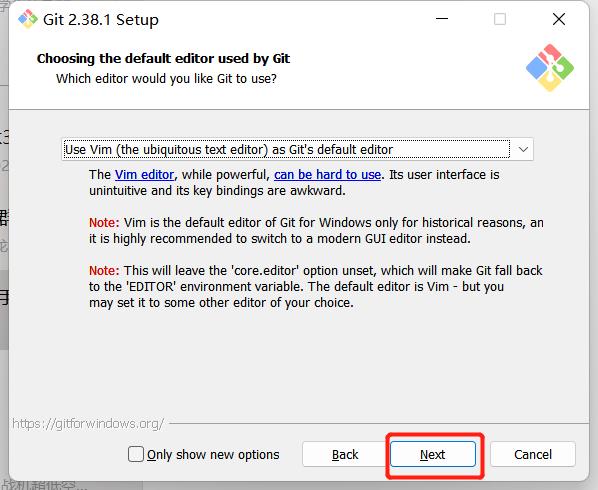 Git 2.38.1 Setup
Choosing the default editor used by Git
Which editor would you like Git to use?
Use Vim (the ubiquitous text editor) as Git's default editor
The Vim editor, while powerful, can be hard to use. Its user interface is
unintuitive and its key bindings are awkward.
Note: Vim is the default editor of Git for Windows only for historical reasons, an
it is highly recommended to switch to a modern GUI editor instead.
Note: This will leave the 'core.editor' option unset, which will make Git fall back
to the 'EDITOR' environment variable. The default editor is Vim - but you
may set it to some other editor of your choice.
https://gitforwindows.org/
Only show new options
Back
Next
Cancel
战机超低空...